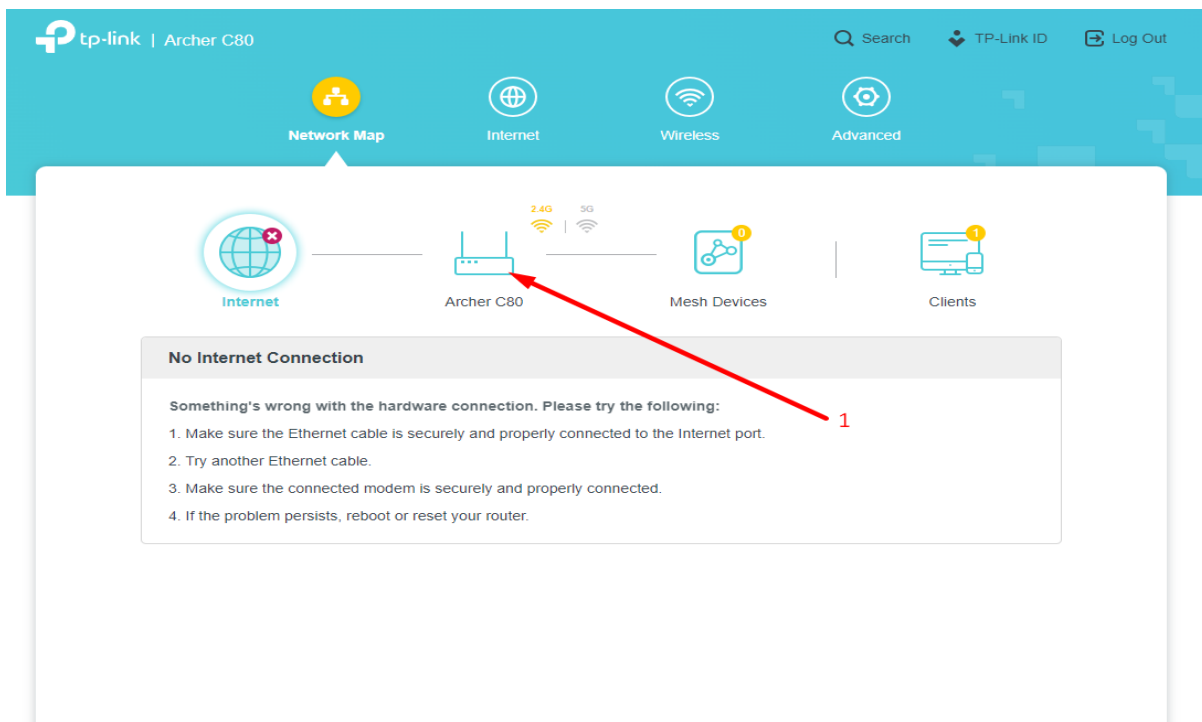 tp-link | Archer C80
Search TP-Link ID Log Out
Network Map Internet Wireless Advanced
2.4G | 5G
0 1
Internet Archer C80 Mesh Devices Clients
No Internet Connection
Something's wrong with the hardware connection. Please try the following:
1. Make sure the Ethernet cable is securely and properly connected to the Internet port.
1
2. Try another Ethernet cable.
3. Make sure the connected modem is securely and properly connected.
4. If the problem persists, reboot or reset your router.